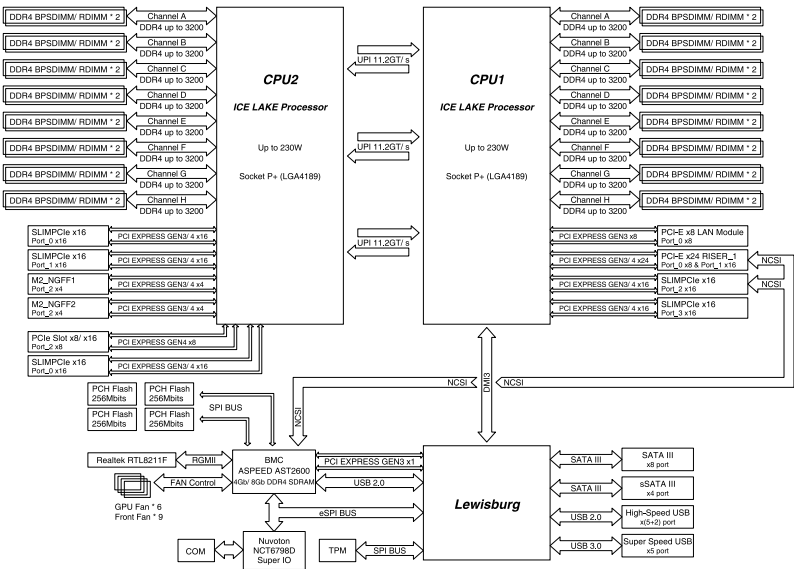 DDR4 BPSDIMM/ RDIMM * 2
Channel A
DDR4 up to 3200
DDR4 BPSDIMM/ RDIMM * 2
Channel B
DDR4 up to 3200
DDR4 BPSDIMM/ RDIMM * 2
Channel C
DDR4 up to 3200
DDR4 BPSDIMM/ RDIMM * 2
Channel D
DDR4 up to 3200
DDR4 BPSDIMM/ RDIMM * 2
Channel E
DDR4 up to 3200
DDR4 BPSDIMM/ RDIMM * 2
Channel F
DDR4 up to 3200
DDR4 BPSDIMM/ RDIMM * 2
Channel G
DDR4 up to 3200
DDR4 BPSDIMM/ RDIMM * 2
Channel H
DDR4 up to 3200
CPU2
ICE LAKE Processor
Up to 230W
Socket P+ (LGA4189)
UPI 11.2GT/ s
UPI 11.2GT/ s
UPI 11.2GT/ s
CPU1
ICE LAKE Processor
Up to 230W
Socket P+ (LGA4189)
Channel A
DDR4 up to 3200
DDR4 BPSDIMM/ RDIMM * 2
Channel B
DDR4 up to 3200
DDR4 BPSDIMM/ RDIMM * 2
Channel C
DDR4 up to 3200
DDR4 BPSDIMM/ RDIMM * 2
Channel D
DDR4 up to 3200
DDR4 BPSDIMM/ RDIMM * 2
Channel E
DDR4 up to 3200
DDR4 BPSDIMM/ RDIMM * 2
Channel F
DDR4 up to 3200
DDR4 BPSDIMM/ RDIMM * 2
Channel G
DDR4 up to 3200
DDR4 BPSDIMM/ RDIMM * 2
Channel H
DDR4 up to 3200
DDR4 BPSDIMM/ RDIMM * 2
SLIMPCIe x16
Port_0 x16
PCI EXPRESS GEN3/ 4 x16
SLIMPCIe x16
Port_1 x16
PCI EXPRESS GEN3/ 4 x16
M2_NGFF1
Port_2 x4
PCI EXPRESS GEN3/ 4 x4
M2_NGFF2
Port_2 x4
PCI EXPRESS GEN3/ 4 x4
PCIe Slot x8/ x16
Port_2 x8
PCI EXPRESS GEN4 x8
SLIMPCIe x16
Port_0 x16
PCI EXPRESS GEN3/ 4 x16
PCI EXPRESS GEN3 x8
PCI-E x8 LAN Module
Port_0 x8
PCI EXPRESS GEN3/ 4 x24
PCI-E x24 RISER_1
Port_0 x8 & Port_1 x16
NCSI
PCI EXPRESS GEN3/ 4 x16
SLIMPCIe x16
Port_2 x16
NCSI
PCI EXPRESS GEN3/ 4 x16
SLIMPCIe x16
Port_3 x16
NCSI
DMI3
NCSI
NCSI
PCH Flash
256Mbits
PCH Flash
256Mbits
PCH Flash
256Mbits
PCH Flash
256Mbits
SPI BUS
Realtek RTL8211F
RGMII
FAN Control
GPU Fan * 6
Front Fan * 9
BMC
ASPEED AST2600
4Gb/ 8Gb DDR4 SDRAM
PCI EXPRESS GEN3 x1
USB 2.0
eSPI BUS
COM
Nuvoton
NCT6798D
Super IO
TPM
SPI BUS
Lewisburg
SATA III
SATA III
x8 port
SATA III
sSATA III
x4 port
USB 2.0
High-Speed USB
x(5+2) port
USB 3.0
Super Speed USB
x5 port